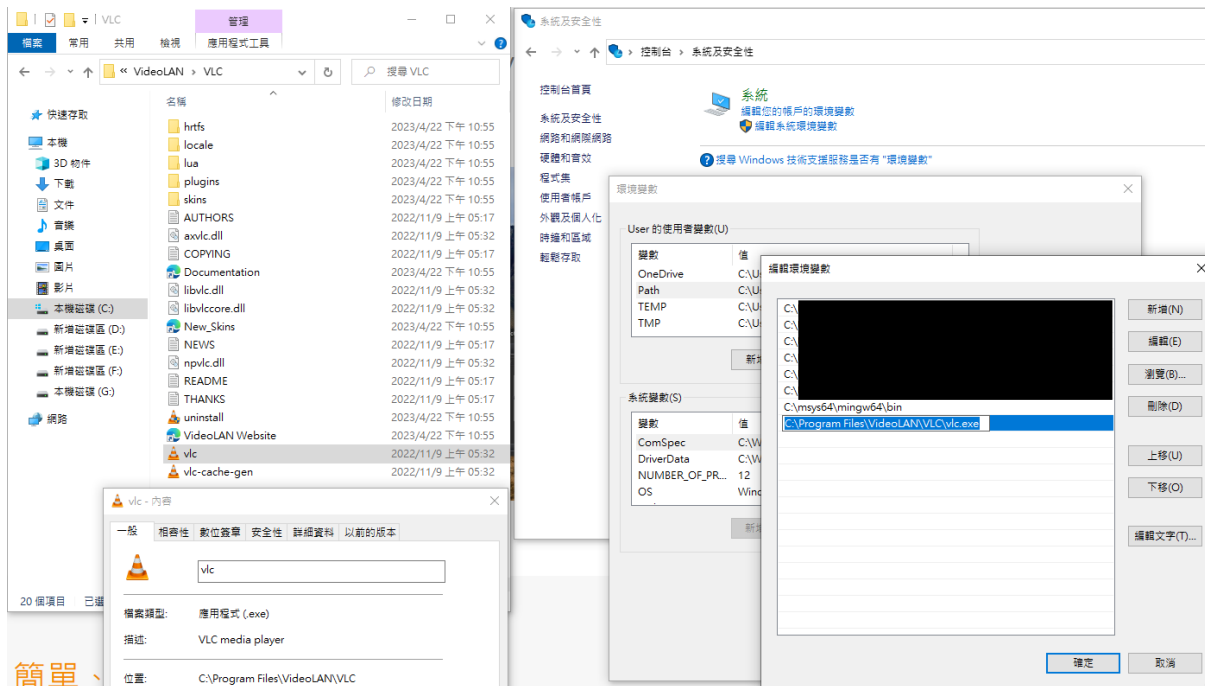 VLC
管理
檔案
常用
共用
檢視
應用程式工具
« VideoLAN › VLC
搜尋 VLC
快速存取
本機
3D 物件
下載
文件
音樂
桌面
圖片
影片
本機磁碟 (C:)
新增磁碟區 (D:)
新增磁碟區 (E:)
新增磁碟區 (F:)
本機磁碟 (G:)
網路
名稱 修改日期
hrtfs 2023/4/22 下午 10:55
locale 2023/4/22 下午 10:55
lua 2023/4/22 下午 10:55
plugins 2023/4/22 下午 10:55
skins 2023/4/22 下午 10:55
AUTHORS 2022/11/9 上午 05:17
axvlc.dll 2022/11/9 上午 05:32
COPYING 2022/11/9 上午 05:17
Documentation 2023/4/22 下午 10:55
libvlc.dll 2022/11/9 上午 05:32
libvlccore.dll 2022/11/9 上午 05:32
New_Skins 2023/4/22 下午 10:55
NEWS 2022/11/9 上午 05:17
npvlc.dll 2022/11/9 上午 05:32
README 2022/11/9 上午 05:17
THANKS 2022/11/9 上午 05:17
uninstall 2023/4/22 下午 10:55
VideoLAN Website 2023/4/22 下午 10:55
vlc 2022/11/9 上午 05:32
vlc-cache-gen 2022/11/9 上午 05:32
20 個項目 已選
簡單、
vlc - 內容
一般 相容性 數位簽章 安全性 詳細資料 以前的版本
vlc
檔案類型: 應用程式 (.exe)
描述: VLC media player
位置: C:\Program Files\VideoLAN\VLC
系統及安全性
› 控制台 › 系統及安全性
控制台首頁
系統及安全性
網路和網際網路
硬體和音效
程式集
使用者帳戶
外觀及個人化
時鐘和區域
輕鬆存取
系統
編輯您的帳戶的環境變數
編輯系統環境變數
搜尋 Windows 技術支援服務是否有 "環境變數"
環境變數
User 的使用者變數(U)
變數 值
OneDrive C:\U
Path C:\U
TEMP C:\U
TMP C:\U
新
系統變數(S)
變數 值
ComSpec C:\W
DriverData C:\W
NUMBER_OF_PR... 12
OS Wind
新
編輯環境變數
C:\
C:\
C:\
C:\
C:\
C:\
C:\msys64\mingw64\bin
C:\Program Files\VideoLAN\VLC\vlc.exe
新增(N)
編輯(E)
瀏覽(B)...
刪除(D)
上移(U)
下移(O)
編輯文字(T)...
確定
取消